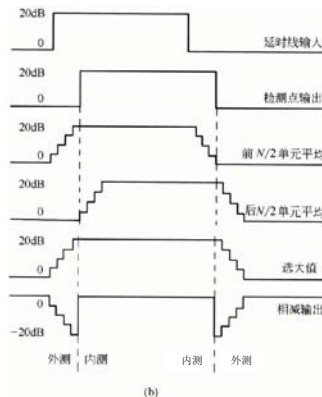 20dB
0
延时线输入
20dB
0
检测点输出
20dB
0
前N/2单元平均
20dB
0
后N/2单元平均
20dB
0
选大值
0
-20dB
相减输出
外测 内测 内测 外测
(b)